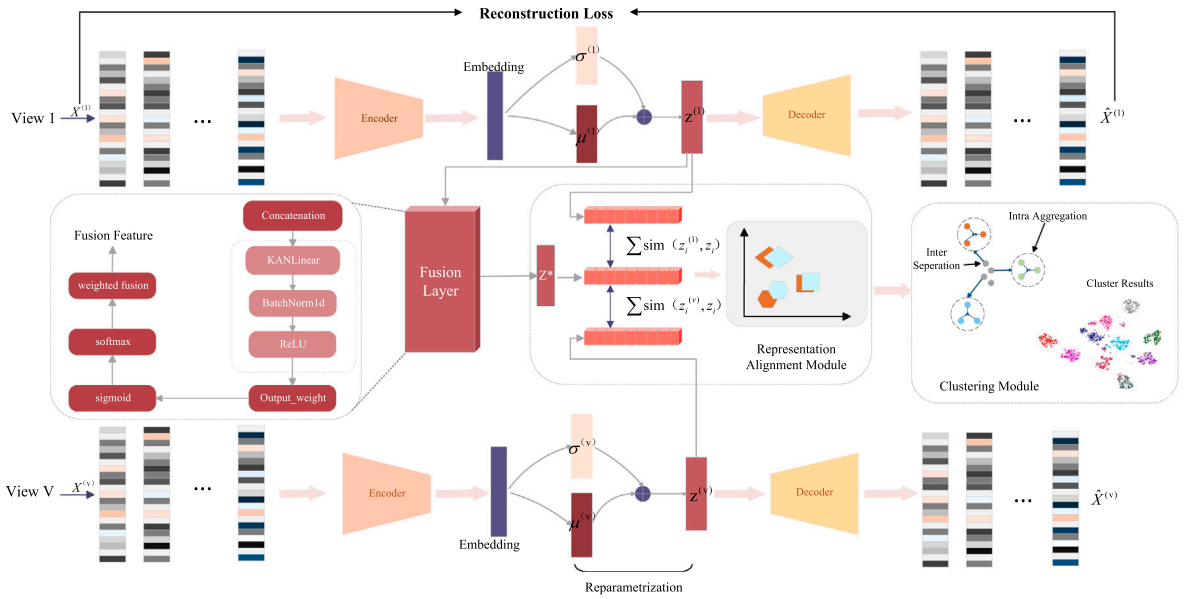 Reconstruction Loss
View 1
X^(1)
...
Encoder
Embedding
σ^(1)
μ^(1)
z^(1)
Decoder
...
X̂^(1)
Fusion Feature
weighted fusion
softmax
sigmoid
Concatenation
KANLinear
BatchNorm1d
ReLU
Output_weight
Fusion
Layer
Z*
∑sim (z_i^(1), z_i)
∑sim (z_i^(v), z_i)
Representation
Alignment Module
Intra Aggregation
Inter
Seperation
Cluster Results
Clustering Module
View V
X^(v)
...
Encoder
Embedding
σ^(v)
μ^(v)
z^(v)
Decoder
...
X̂^(v)
Reparametrization